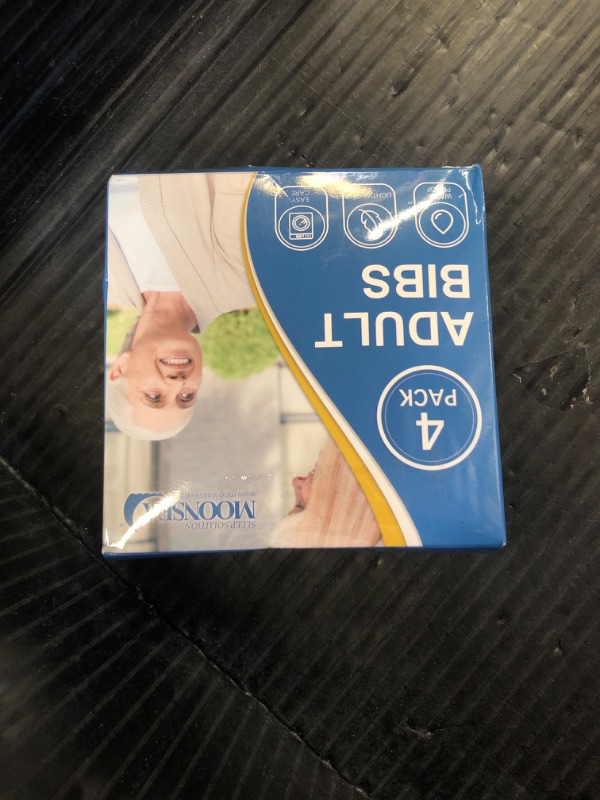 SLEEP SOLUTION
MOONSEA
4
PACK
ADULT
BIBS
EASY
CARE